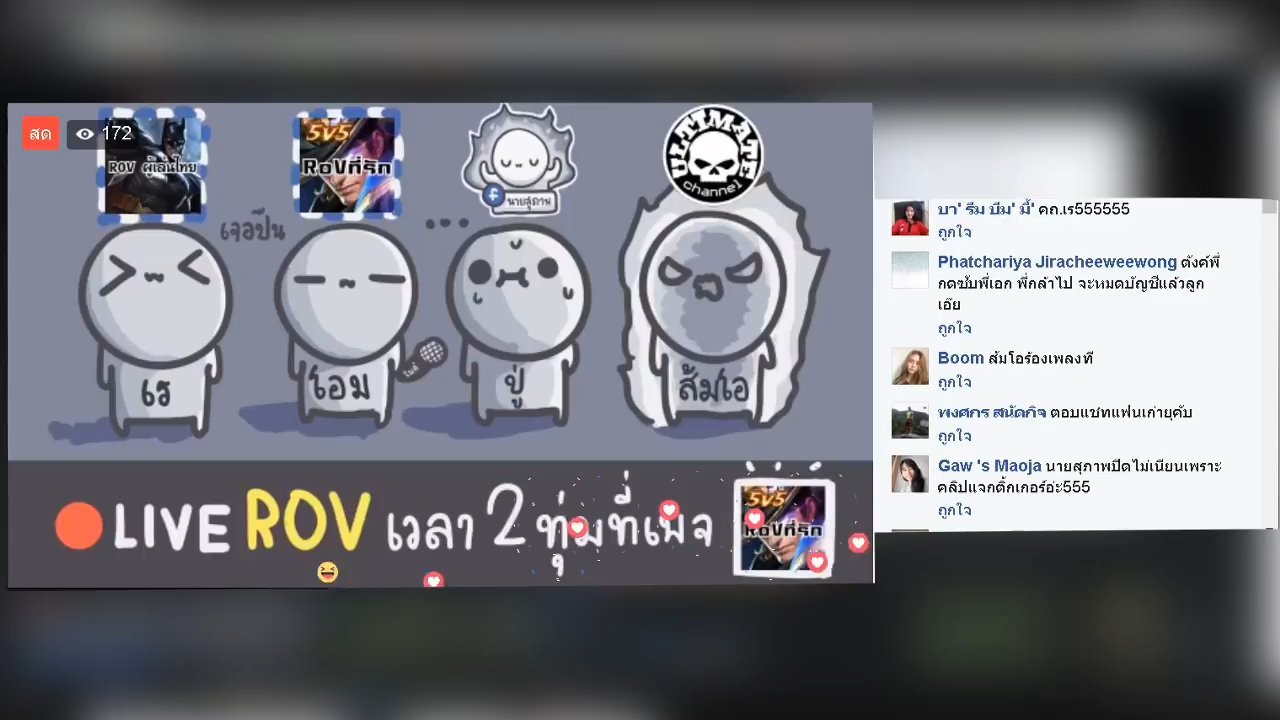 สด
172
ROV ผู้เล่นไทย
5V5
RoVที่รัก
นายสุภาพ
ULTIMATE
channel
เจอปืน
...
เร
โอม
ไมค์
ปู่
ส้มโอ
LIVE ROV เวลา 2 ทุ่มที่เพจ
5V5
RoVที่รัก
บา' รีม บีม' มี้' คถ.เร555555
ถูกใจ
Phatchariya Jiracheeweewong ตังค์พี่
กดซับพี่เอก พี่กล้าไป จะหมดบัญชีแล้วลูก
เอ๊ย
ถูกใจ
Boom ส้มโอร้องเพลงที
ถูกใจ
พงศกร สนัดกิจ ตอบแชทแฟนเก่ายุคับ
ถูกใจ
Gaw 's Maoja นายสุภาพปิดไม่เนียนเพราะ
คลิปแจกติ๊กเกอร์อะ555
ถูกใจ